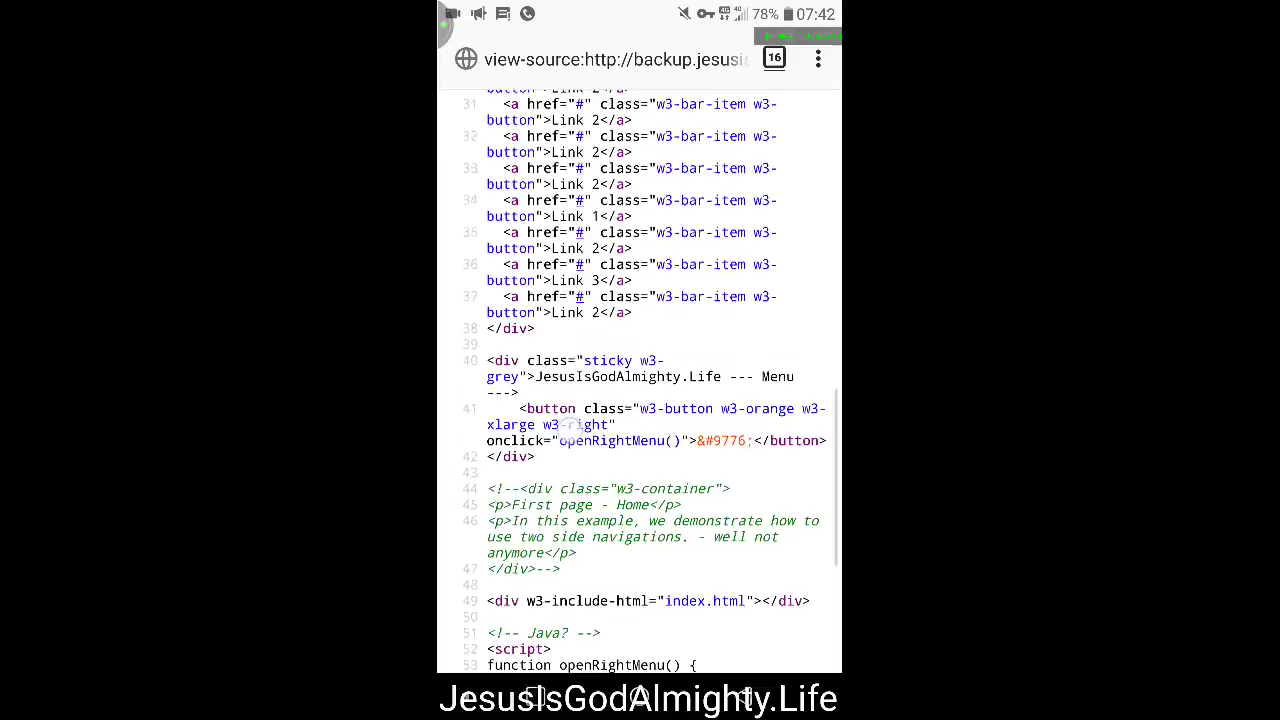 78% 07:42
view-source:http://backup.jesusis
16
button">Link 2</a>
31 <a href="#" class="w3-bar-item w3-
button">Link 2</a>
32 <a href="#" class="w3-bar-item w3-
button">Link 2</a>
33 <a href="#" class="w3-bar-item w3-
button">Link 2</a>
34 <a href="#" class="w3-bar-item w3-
button">Link 1</a>
35 <a href="#" class="w3-bar-item w3-
button">Link 2</a>
36 <a href="#" class="w3-bar-item w3-
button">Link 3</a>
37 <a href="#" class="w3-bar-item w3-
button">Link 2</a>
38 </div>
39
40 <div class="sticky w3-
grey">JesusIsGodAlmighty.Life --- Menu
--->
41 <button class="w3-button w3-orange w3-
xlarge w3-right"
onclick="openRightMenu()">&#9776;</button>
42 </div>
43
44 <!--<div class="w3-container">
45 <p>First page - Home</p>
46 <p>In this example, we demonstrate how to
use two side navigations. - well not
anymore</p>
47 </div>-->
48
49 <div w3-include-html="index.html"></div>
50
51 <!-- Java? -->
52 <script>
53 function openRightMenu() {
JesusIsGodAlmighty.Life